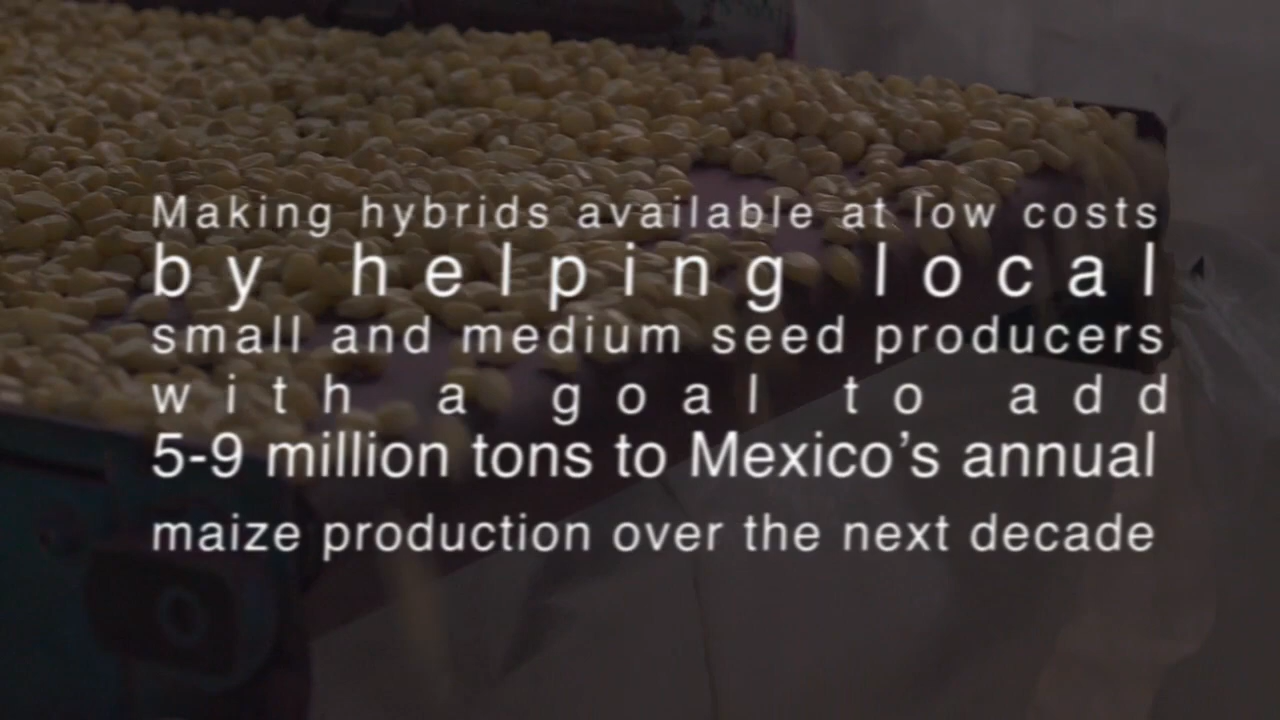 Making hybrids available at low costs
by helping local
small and medium seed producers
with a goal to add
5-9 million tons to Mexico’s annual
maize production over the next decade